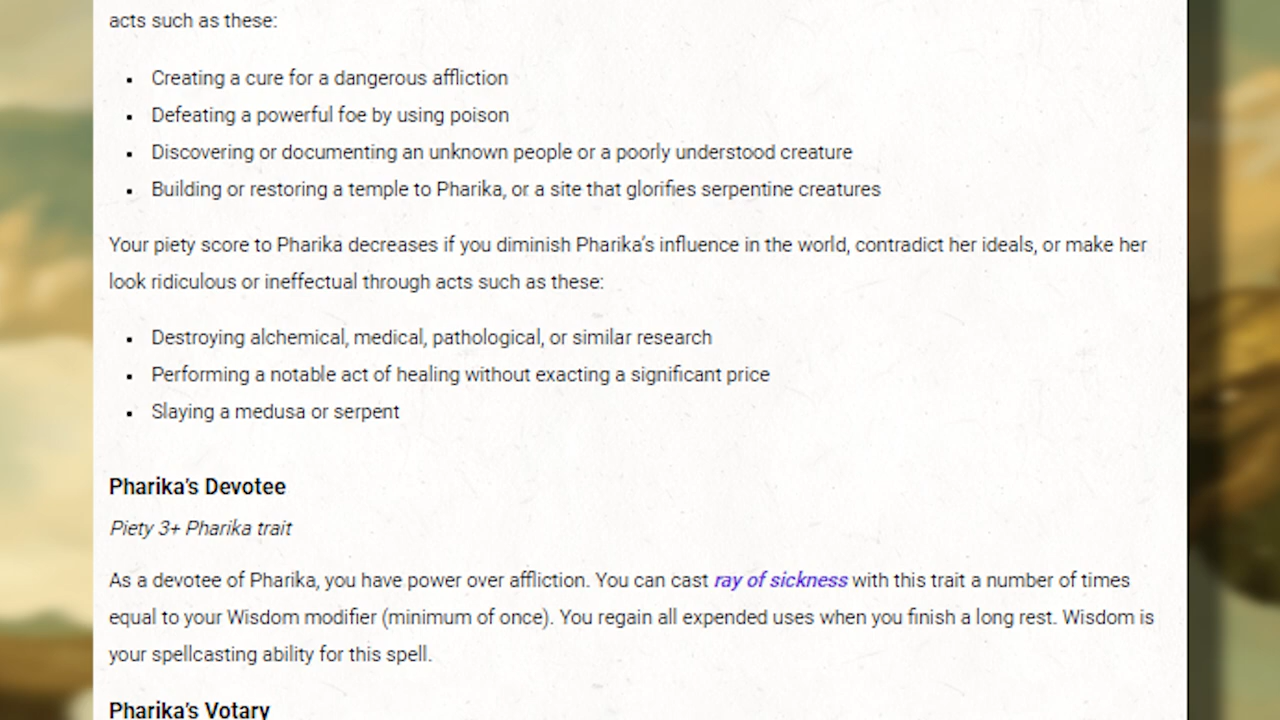 acts such as these:
Creating a cure for a dangerous affliction
Defeating a powerful foe by using poison
Discovering or documenting an unknown people or a poorly understood creature
Building or restoring a temple to Pharika, or a site that glorifies serpentine creatures
Your piety score to Pharika decreases if you diminish Pharika's influence in the world, contradict her ideals, or make her
look ridiculous or ineffectual through acts such as these:
Destroying alchemical, medical, pathological, or similar research
Performing a notable act of healing without exacting a significant price
Slaying a medusa or serpent
Pharika's Devotee
Piety 3+ Pharika trait
As a devotee of Pharika, you have power over affliction. You can cast ray of sickness with this trait a number of times
equal to your Wisdom modifier (minimum of once). You regain all expended uses when you finish a long rest. Wisdom is
your spellcasting ability for this spell.
Pharika's Votary